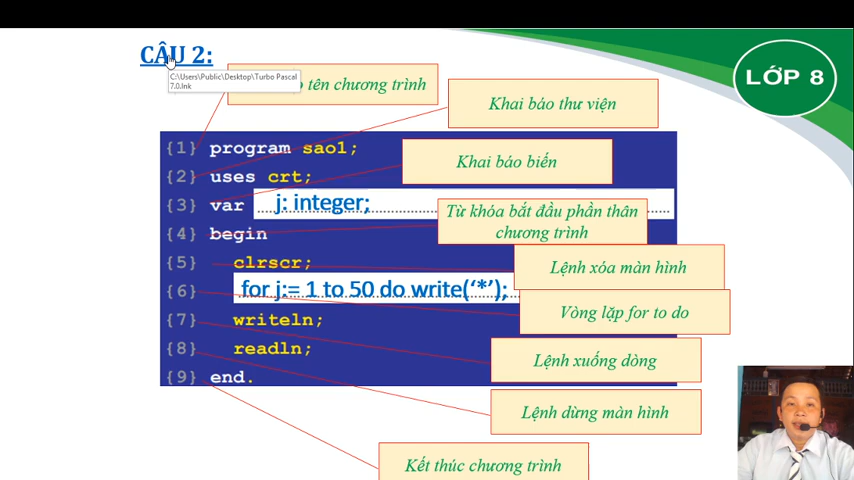 CÂU 2:
C:\Users\Public\Desktop\Turbo Pascal
7.0.lnk
tên chương trình
Khai báo thư viện
LỚP 8
{1} program sao1;
Khai báo biến
{2} uses crt;
{3} var j: integer;
Từ khóa bắt đầu phần thân
chương trình
{4} begin
{5} clrscr;
Lệnh xóa màn hình
{6} for j:= 1 to 50 do write(‘*’);
Vòng lặp for to do
{7} writeln;
{8} readln;
Lệnh xuống dòng
{9} end.
Lệnh dừng màn hình
Kết thúc chương trình